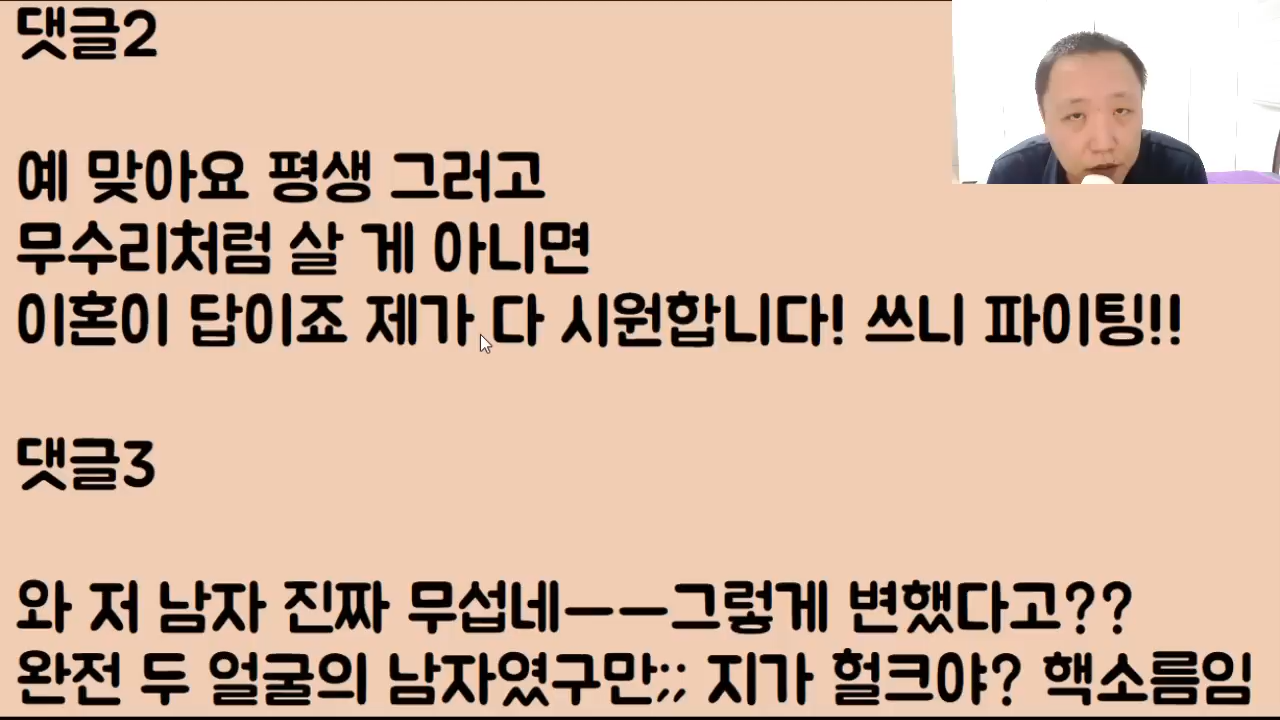 댓글2
예 맞아요 평생 그러고
무수리처럼 살 게 아니면
이혼이 답이죠 제가 다 시원합니다! 쓰니 파이팅!!
댓글3
와 저 남자 진짜 무섭네ㅡㅡ그렇게 변했다고??
완전 두 얼굴의 남자였구만;; 지가 헐크야? 핵소름임